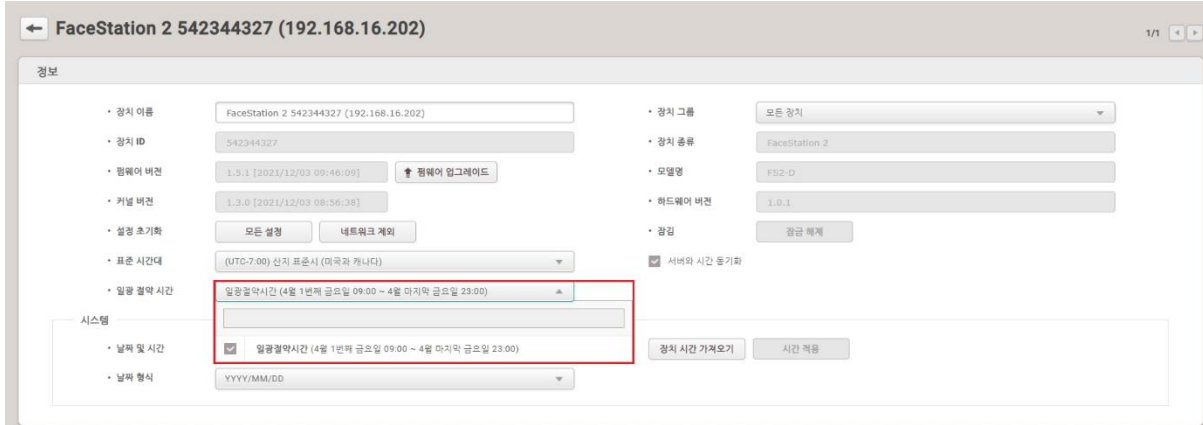 FaceStation 2 542344327 (192.168.16.202)
1/1
정보
• 장치 이름 FaceStation 2 542344327 (192.168.16.202) • 장치 그룹 모든 장치
• 장치 ID 542344327 • 장치 종류 FaceStation 2
• 펌웨어 버전 1.5.1 [2021/12/03 09:46:09] 펌웨어 업그레이드 • 모델명 FS2-D
• 커널 버전 1.3.0 [2021/12/03 08:56:38] • 하드웨어 버전 1.0.1
• 설정 초기화 모든 설정 네트워크 제외 • 잠김 잠금 해제
• 표준 시간대 (UTC-7:00) 산지 표준시 (미국과 캐나다) 서버와 시간 동기화
• 일광 절약 시간 일광절약시간 (4월 1번째 금요일 09:00 ~ 4월 마지막 금요일 23:00)
시스템
• 날짜 및 시간 일광절약시간 (4월 1번째 금요일 09:00 ~ 4월 마지막 금요일 23:00) 장치 시간 가져오기 시간 적용
• 날짜 형식 YYYY/MM/DD